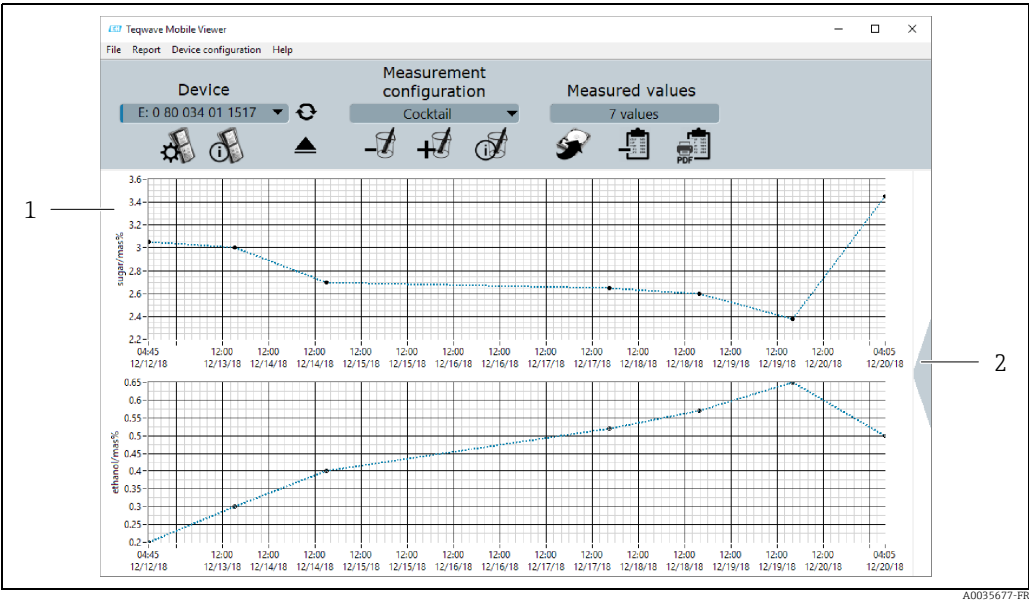 Teqwave Mobile Viewer
File Report Device configuration Help
Device
Measurement
configuration
Measured values
E: 0 80 034 01 1517
Cocktail
7 values
PDF
1
3.6
3.4
3.2
3
2.8
2.6
2.4
2.2
sugar/mas%
04:45 12:00 12:00 12:00 12:00 12:00 12:00 12:00 12:00 12:00 12:00 12:00 12:00 12:00 12:00 04:05
12/12/18 12/13/18 12/14/18 12/14/18 12/15/18 12/15/18 12/16/18 12/16/18 12/17/18 12/17/18 12/18/18 12/18/18 12/19/18 12/19/18 12/20/18 12/20/18
2
0.65
0.6
0.55
0.5
0.45
0.4
0.35
0.3
0.25
0.2
ethanol/mas%
04:45 12:00 12:00 12:00 12:00 12:00 12:00 12:00 12:00 12:00 12:00 12:00 12:00 12:00 12:00 04:05
12/12/18 12/13/18 12/14/18 12/14/18 12/15/18 12/15/18 12/16/18 12/16/18 12/17/18 12/17/18 12/18/18 12/18/18 12/19/18 12/19/18 12/20/18 12/20/18
A0035677-FR